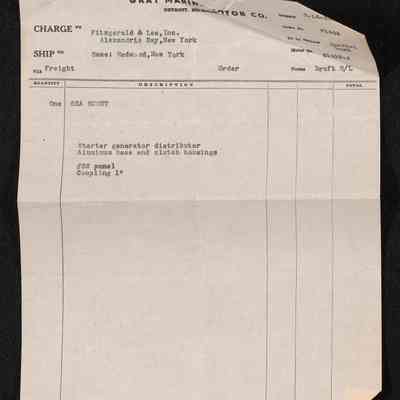 GRAY MARINE MOTOR CO.
DETROIT,
CHARGE TO Fitzgerald & Lee, Inc.
Alexandria Bay, New York
SHIP TO Same: Redwood, New York
VIA Freight Order Terms Draft B/L
QUANTITY DESCRIPTION TOTAL
One SEA SCOUT
Starter generator distributor
Aluminum base and clutch housings
panel
Coupling 1"